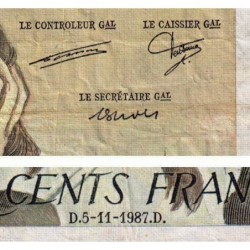 LE CONTROLEUR GAL LE CAISSIER GAL
LE SECRÉTAIRE GAL
CENTS FRAN
D.5-11-1987.D.